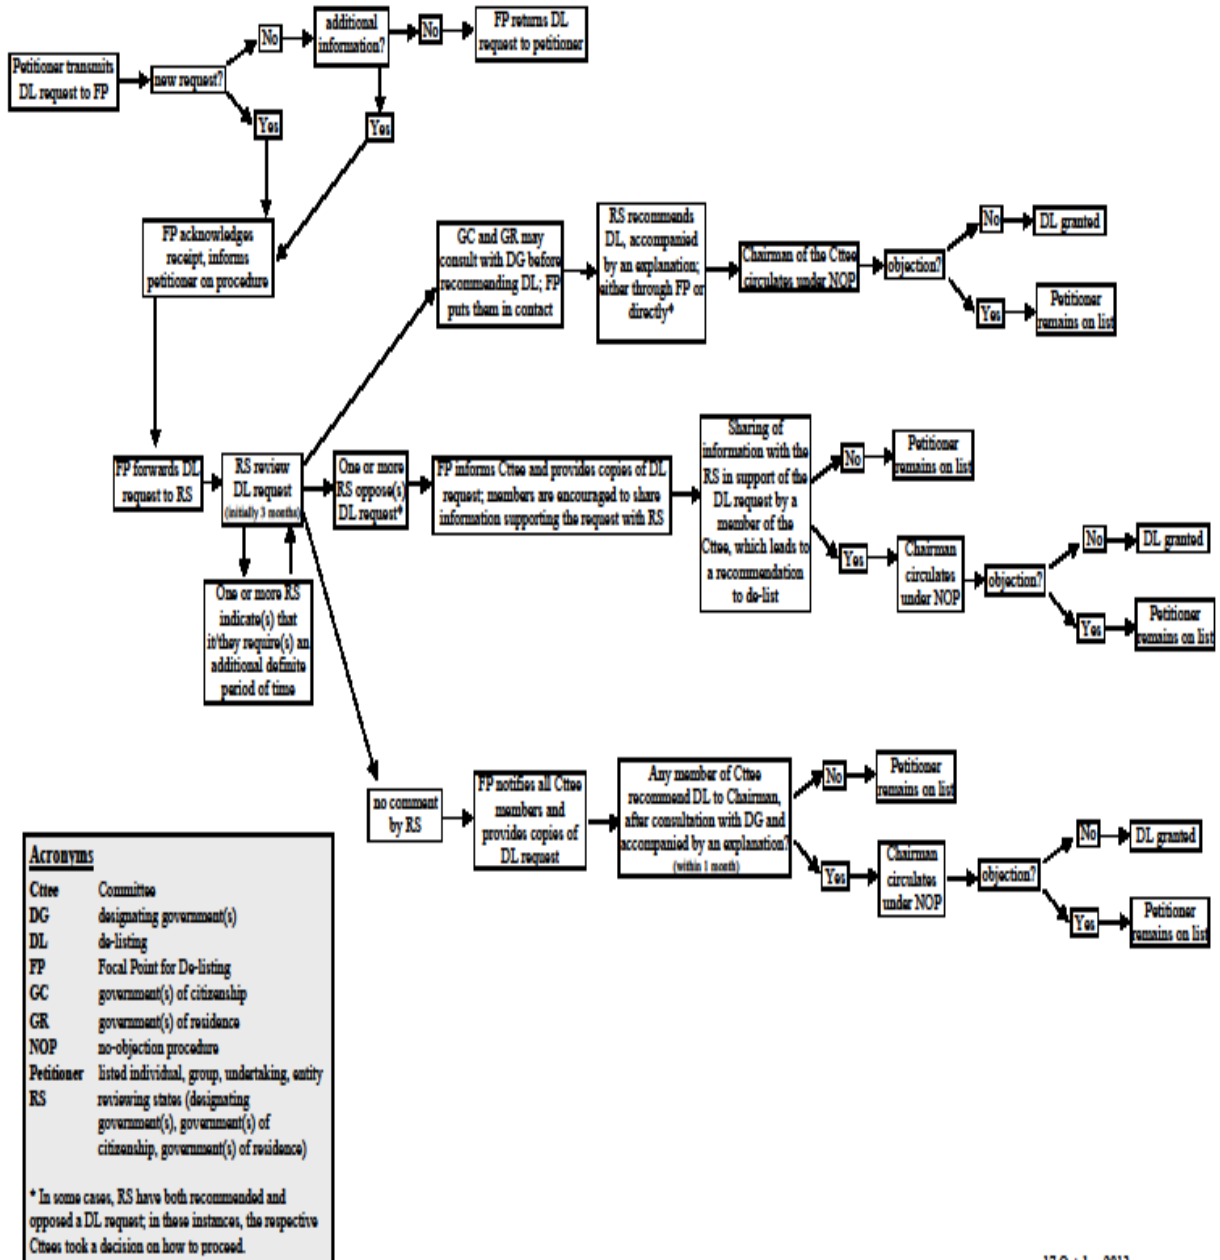 Petitioner transmits
DL request to FP
new request?
No
additional
information?
No
FP returns DL
request to petitioner
Yes
Yes
FP acknowledges
receipt, informs
petitioner on procedure
GC and GR may
consult with DG before
recommending DL; FP
puts them in contact
RS recommends
DL, accompanied
by an explanation;
either through FP or
directly*
Chairman of the Cttee
circulates under NOP
objection?
No
DL granted
Yes
Petitioner
remains on list
FP forwards DL
request to RS
RS review
DL request
(initially 3 months)
One or more
RS oppose(s)
DL request*
FP informs Cttee and provides copies of DL
request; members are encouraged to share
information supporting the request with RS
Sharing of
information with the
RS in support of the
DL request by a
member of the
Cttee, which leads to
a recommendation
to de-list
No
Petitioner
remains on list
Yes
Chairman
circulates
under NOP
objection?
No
DL granted
Yes
Petitioner
remains on list
One or more RS
indicate(s) that
it/they require(s) an
additional definite
period of time
no comment
by RS
FP notifies all Cttee
members and
provides copies of
DL request
Any member of Cttee
recommend DL to Chairman,
after consultation with DG and
accompanied by an explanation?
(within 1 month)
No
Petitioner
remains on list
Yes
Chairman
circulates
under NOP
objection?
No
DL granted
Yes
Petitioner
remains on list
Acronyms
Cttee Committee
DG designating government(s)
DL de-listing
FP Focal Point for De-listing
GC government(s) of citizenship
GR government(s) of residence
NOP no-objection procedure
Petitioner listed individual, group, undertaking, entity
RS reviewing states (designating
government(s), government(s) of
citizenship, government(s) of residence)
* In some cases, RS have both recommended and
opposed a DL request; in these instances, the respective
Cttees took a decision on how to proceed.